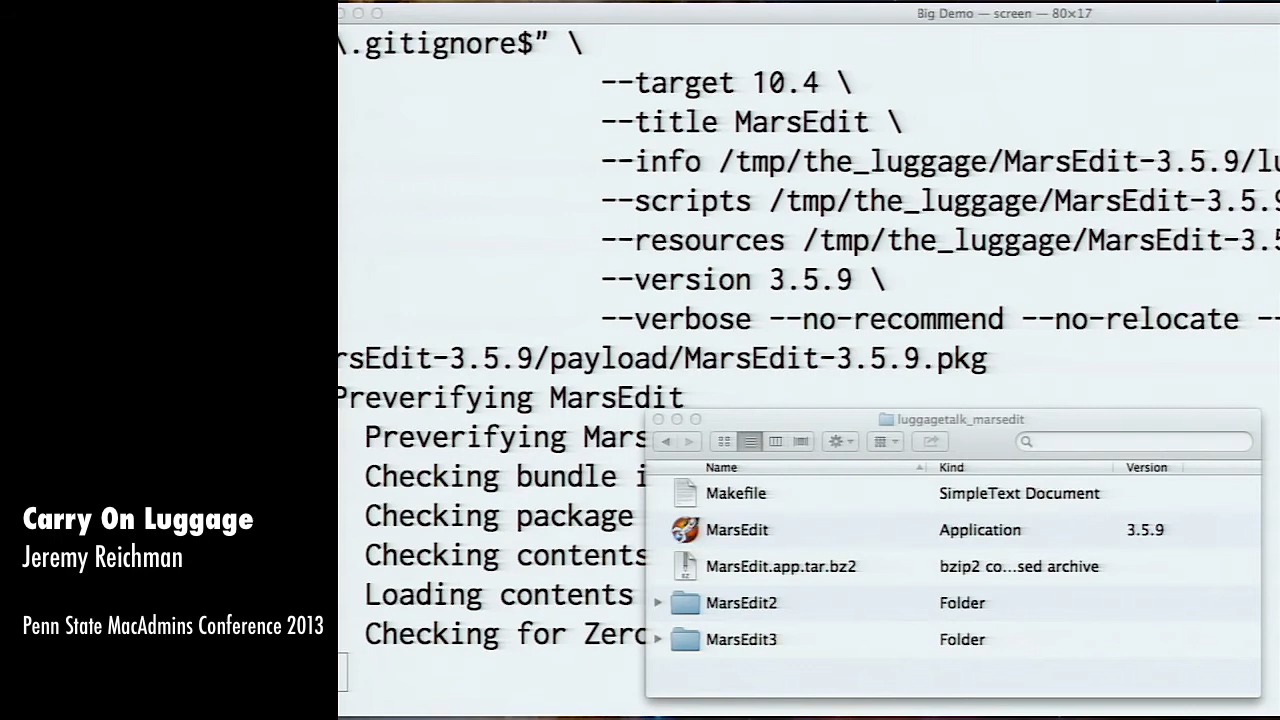 Big Demo — screen — 80×17
\.gitignore$" \
--target 10.4 \
--title MarsEdit \
--info /tmp/the_luggage/MarsEdit-3.5.9/lu
--scripts /tmp/the_luggage/MarsEdit-3.5.9
--resources /tmp/the_luggage/MarsEdit-3.5
--version 3.5.9 \
--verbose --no-recommend --no-relocate --
rsEdit-3.5.9/payload/MarsEdit-3.5.9.pkg
Preverifying MarsEdit
Preverifying Mars
Checking bundle i
Checking package
Checking contents
Loading contents
Checking for Zero
luggagetalk_marsedit
Name Kind Version
Makefile SimpleText Document
MarsEdit Application 3.5.9
MarsEdit.app.tar.bz2 bzip2 co...sed archive
MarsEdit2 Folder
MarsEdit3 Folder
Carry On Luggage
Jeremy Reichman
Penn State MacAdmins Conference 2013